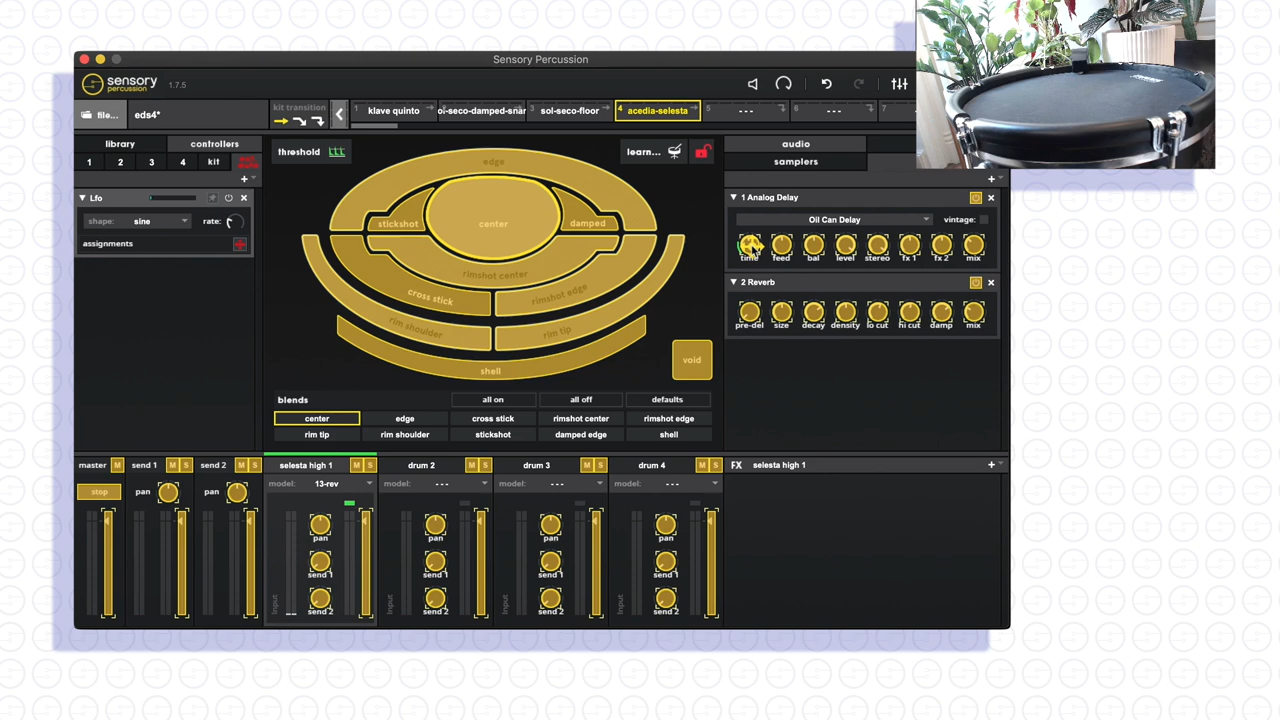 Sensory Percussion
sensory percussion 1.7.5
file... eds4*
kit transition
1 klave quinto
ol-seco-damped-snar
3 sol-seco-floor
4 acedia-selesta
5 ---
6 ---
7
library controllers
1 2 3 4 kit
Lfo
shape: sine rate:
assignments
threshold
learn...
edge
stickshot
center
damped
rimshot center
cross stick
rimshot edge
rim shoulder
rim tip
shell
void
blends all on all off defaults
center edge cross stick rimshot center rimshot edge
rim tip rim shoulder stickshot damped edge shell
audio
samplers
1 Analog Delay
Oil Can Delay vintage:
time feed bal level stereo fx 1 fx 2 mix
2 Reverb
pre-del size decay density lo cut hi cut damp mix
master M send 1 M S send 2 M S selesta high 1 M S drum 2 M S drum 3 M S drum 4 M S FX selesta high 1
stop pan pan model: 13-rev model: --- model: --- model: ---
pan pan pan pan
send 1 send 1 send 1 send 1
Input send 2 Input send 2 Input send 2 Input send 2